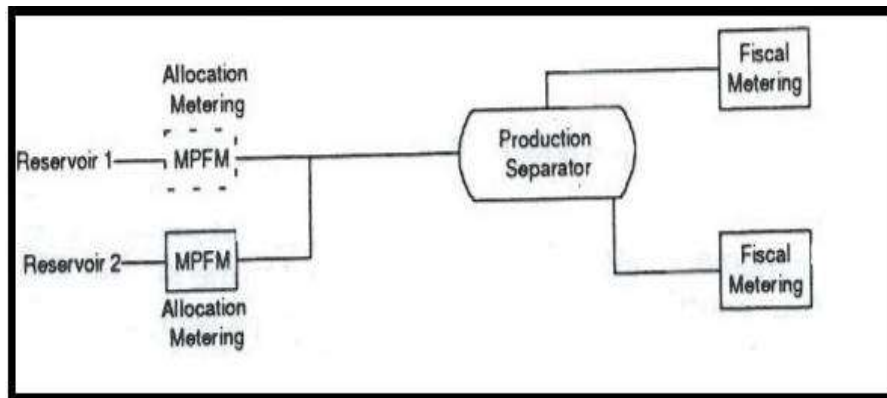 Allocation
Metering
Reservoir 1
MPFM
Production
Separator
Fiscal
Metering
Reservoir 2
MPFM
Allocation
Metering
Fiscal
Metering